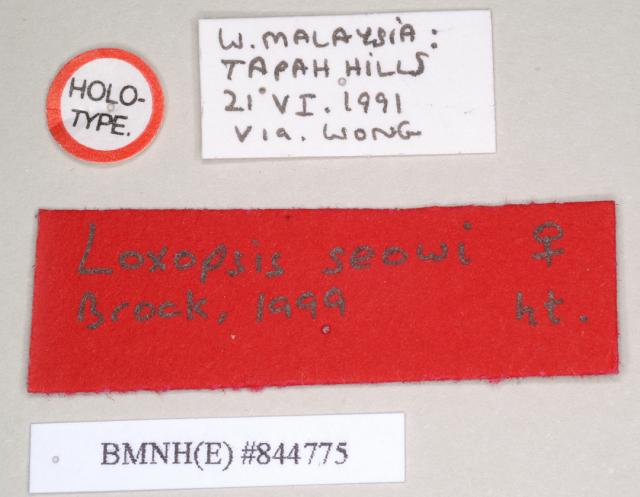 HOLO-
TYPE.
W. MALAYSIA:
TAPAH HILLS
21 VI. 1991
Via. WONG
Loxopsis seowi ♀
Brock, 1999 ht.
BMNH(E) #844775